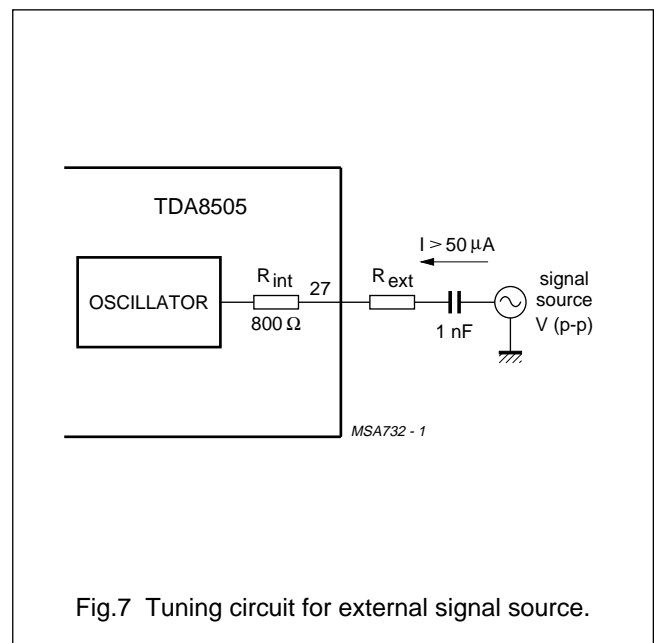 TDA8505
OSCILLATOR
R int
800 Ω
27
R ext
I > 50 µA
1 nF
signal
source
V (p-p)
MSA732 - 1
Fig.7 Tuning circuit for external signal source.